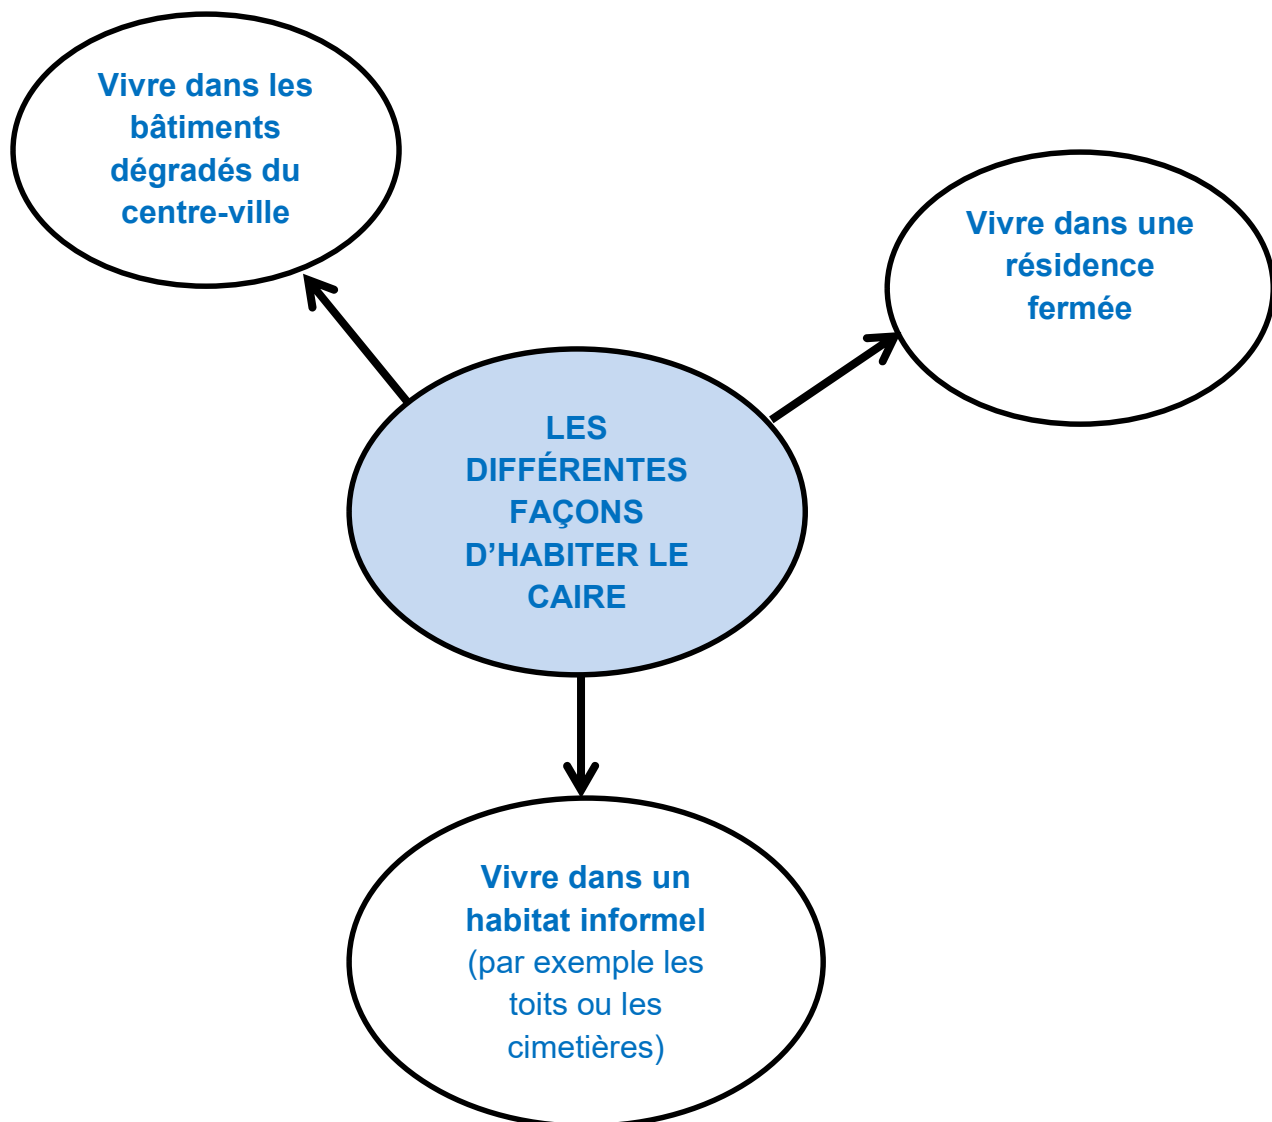 Vivre dans les
bâtiments
dégradés du
centre-ville
Vivre dans une
résidence
fermée
LES
DIFFÉRENTES
FAÇONS
D’HABITER LE
CAIRE
Vivre dans un
habitat informel
(par exemple les
toits ou les
cimetières)